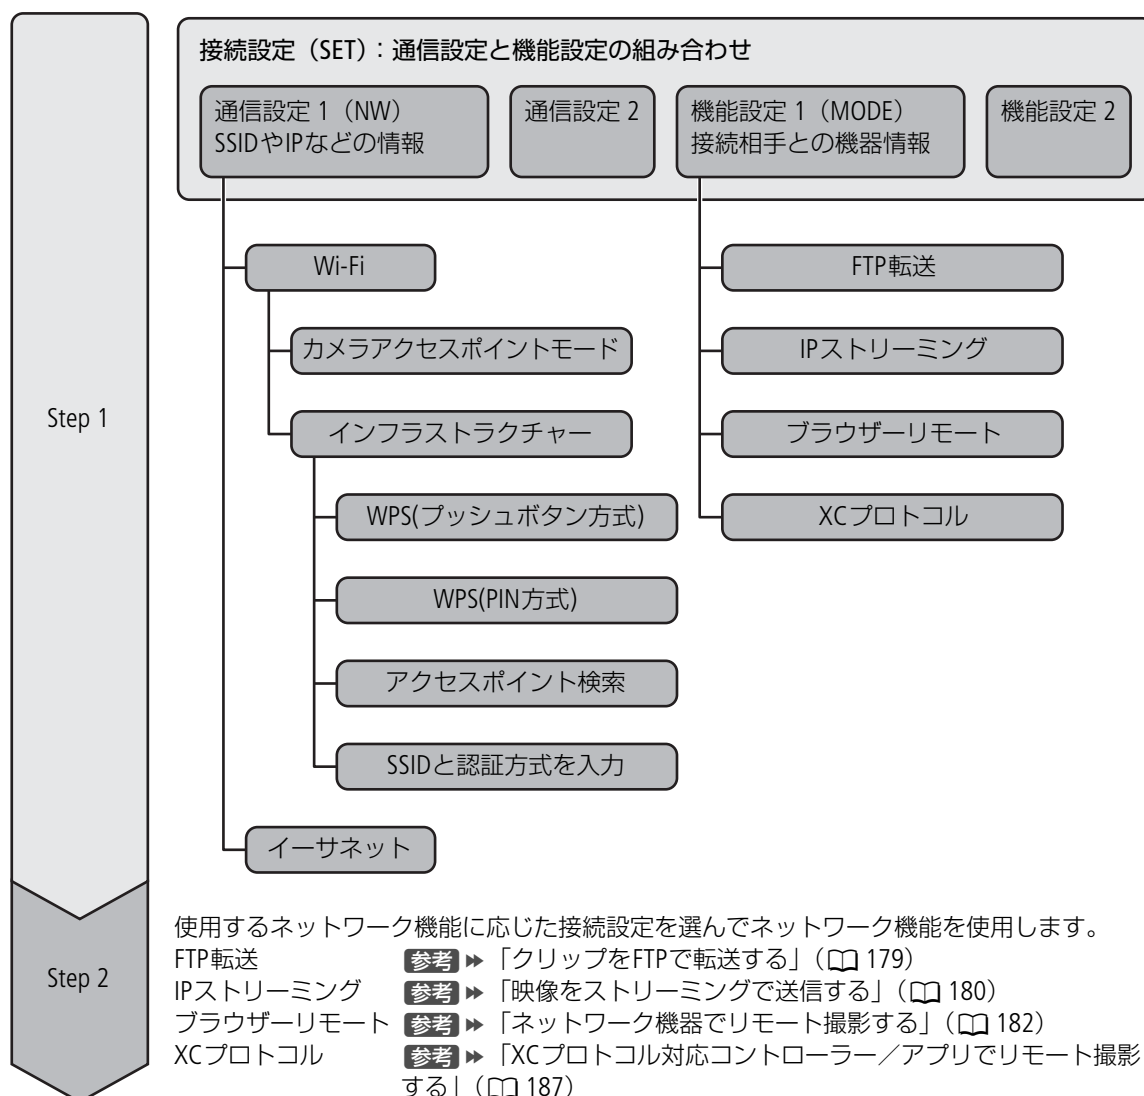 接続設定（SET）：通信設定と機能設定の組み合わせ
通信設定 1（NW）
SSIDやIPなどの情報
通信設定 2
機能設定 1（MODE）
接続相手との機器情報
機能設定 2
Step 1
Wi-Fi
カメラアクセスポイントモード
インフラストラクチャー
WPS(プッシュボタン方式)
WPS(PIN方式)
アクセスポイント検索
SSIDと認証方式を入力
イーサネット
FTP転送
IPストリーミング
ブラウザーリモート
XCプロトコル
Step 2
使用するネットワーク機能に応じた接続設定を選んでネットワーク機能を使用します。
FTP転送 参考 「クリップをFTPで転送する」（179）
IPストリーミング 参考 「映像をストリーミングで送信する」（180）
ブラウザーリモート 参考 「ネットワーク機器でリモート撮影する」（182）
XCプロトコル 参考 「XCプロトコル対応コントローラー／アプリでリモート撮影
する」（187）